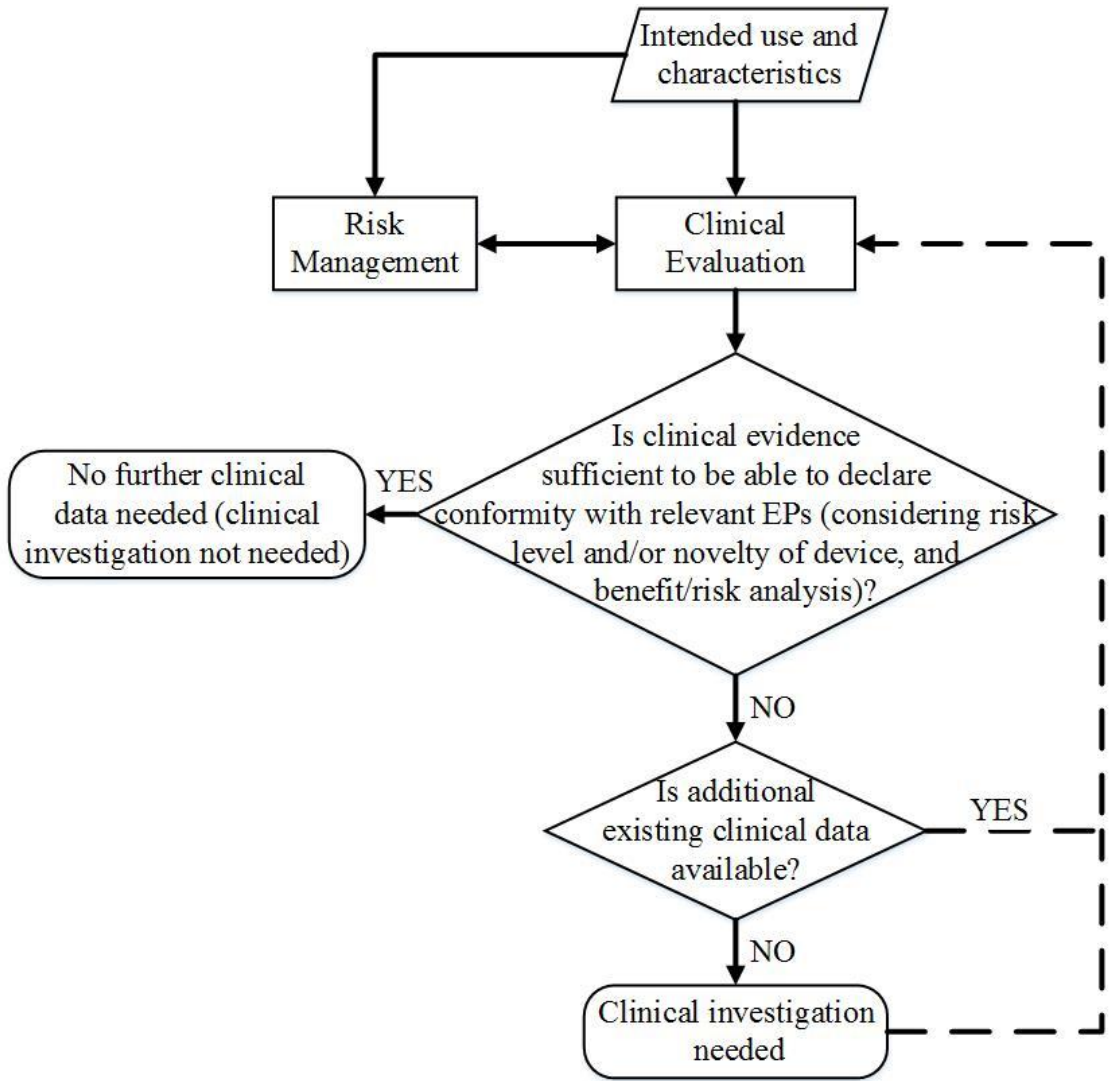 Intended use and
characteristics
Risk
Management
Clinical
Evaluation
Is clinical evidence
sufficient to be able to declare
conformity with relevant EPs (considering risk
level and/or novelty of device, and
benefit/risk analysis)?
YES
No further clinical
data needed (clinical
investigation not needed)
NO
Is additional
existing clinical data
available?
YES
NO
Clinical investigation
needed